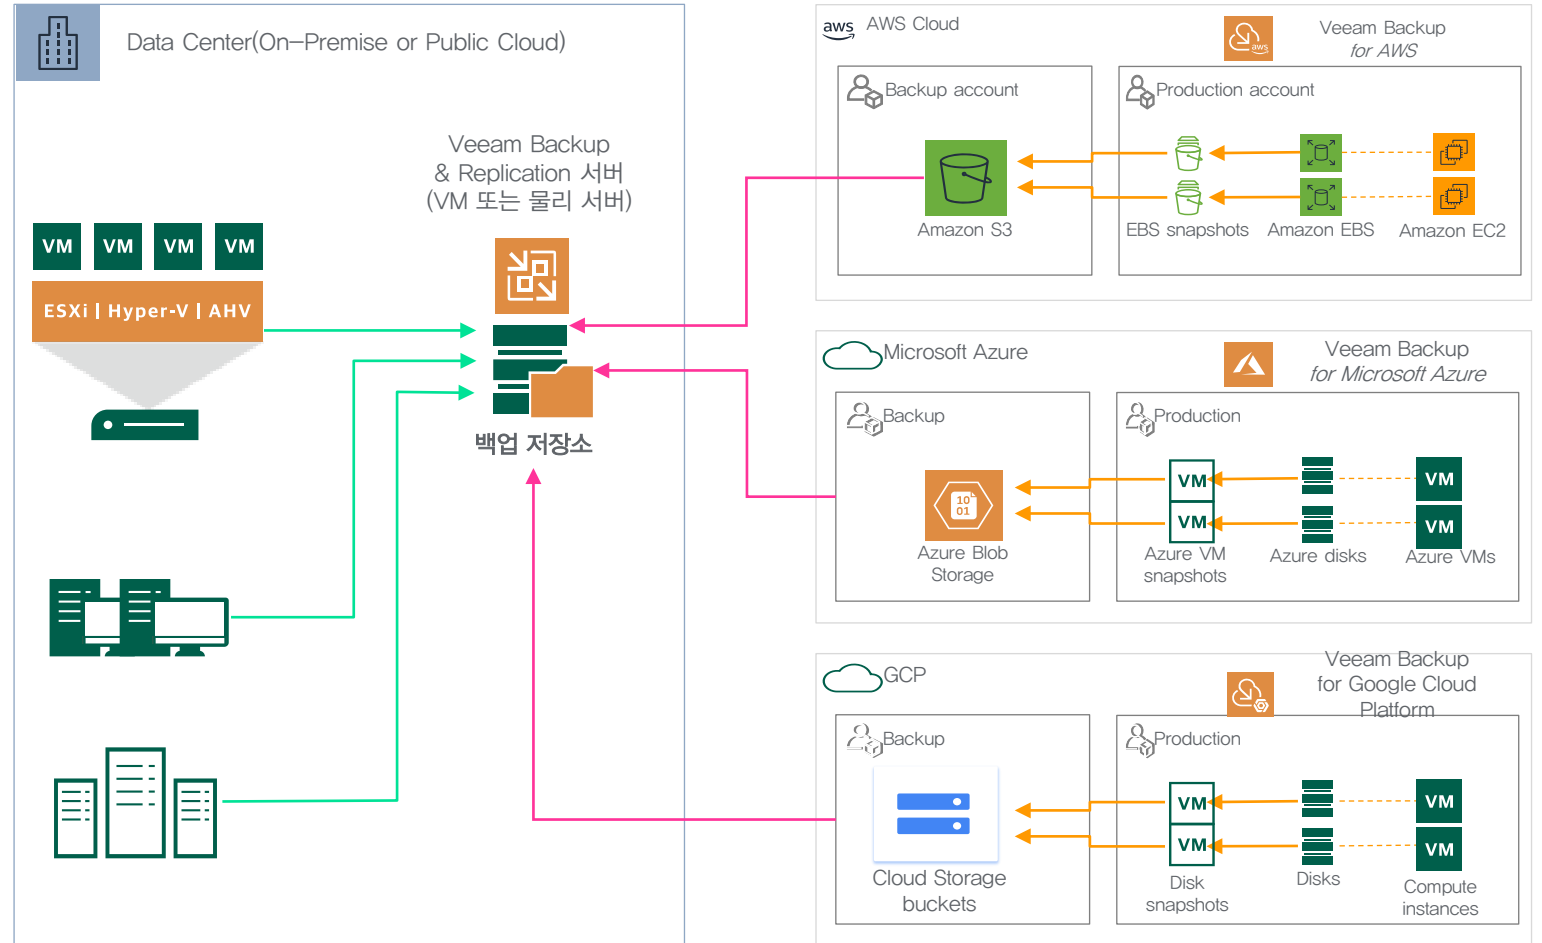 Data Center(On-Premise or Public Cloud)
Veeam Backup
& Replication 서버
(VM 또는 물리 서버)
VM VM VM VM
ESXi | Hyper-V | AHV
백업 저장소
aws
AWS Cloud
aws
Veeam Backup
for AWS
Backup account
Amazon S3
Production account
EBS snapshots
Amazon EBS
Amazon EC2
Microsoft Azure
Veeam Backup
for Microsoft Azure
Backup
10
01
Azure Blob
Storage
Production
VM
VM
VM
VM
Azure VM
snapshots
Azure disks
Azure VMs
GCP
Veeam Backup
for Google Cloud
Platform
Backup
Cloud Storage
buckets
Production
VM
VM
VM
VM
Disk
snapshots
Disks
Compute
instances